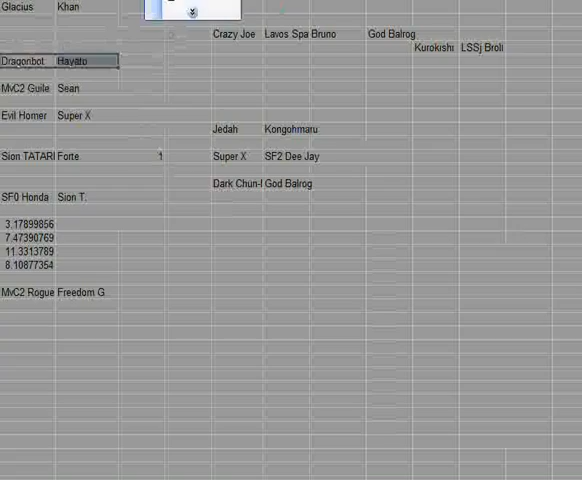 Glacius Khan
Crazy Joe Lavos Spa Bruno God Balrog
Kurokishi LSSj Broli
Dragonbot Hayato
MvC2 Guile Sean
Evil Homer Super X
Jedah Kongohmaru
Sion TATARI Forte 1 Super X SF2 Dee Jay
Dark Chun-l God Balrog
SF0 Honda Sion T.
3.17899856
7.47390769
11.3313789
8.10877354
MvC2 Rogue Freedom G